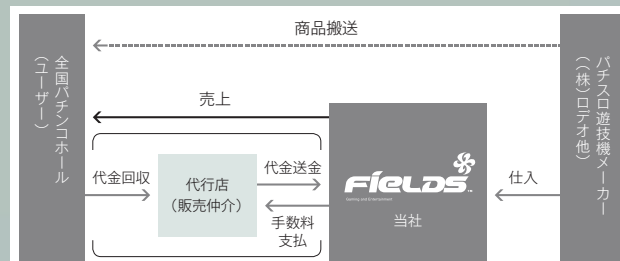 商品搬送
全国パチンコホール
（ユーザー）
売上
代金回収
代行店
（販売仲介）
代金送金
手数料
支払
FIELDS
Gaming and Entertainment
当社
仕入
パチスロ遊技機メーカー
（（株）ロデオ他）